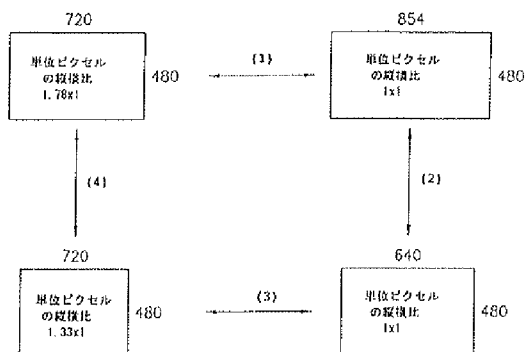 720
単位ピクセル
の縦横比
1.78x1
480
(1)
854
単位ピクセル
の縦横比
1x1
480
(4)
(2)
720
単位ピクセル
の縦横比
1.33x1
480
(3)
640
単位ピクセル
の縦横比
1x1
480